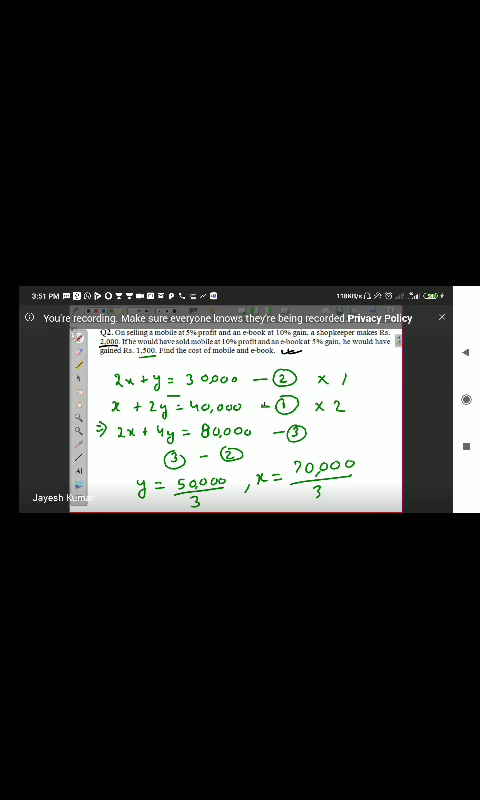 3:51 PM
118KB/s
You're recording. Make sure everyone knows they're being recorded. Privacy Policy
Q2. On selling a mobile at 5% profit and an e-book at 10% gain, a shopkeeper makes Rs.
2,000. If he would have sold mobile at 10% profit and an e-book at 5% gain, he would have
gained Rs. 1,500. Find the cost of mobile and e-book.
2x + y = 30,000 — ② × 1
x + 2y = 40,000 — ① × 2
⇒ 2x + 4y = 80,000 — ③
③ - ②
y = 50,000/3 , x = 70,000/3
AI
Jayesh Kumar